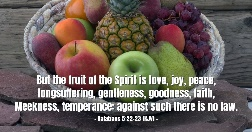 But the fruit of the Spirit is love, joy, peace,
longsuffering, gentleness, goodness, faith,
Meekness, temperance: against such there is no law.
- Galatians 5:22-23 (KJV) -